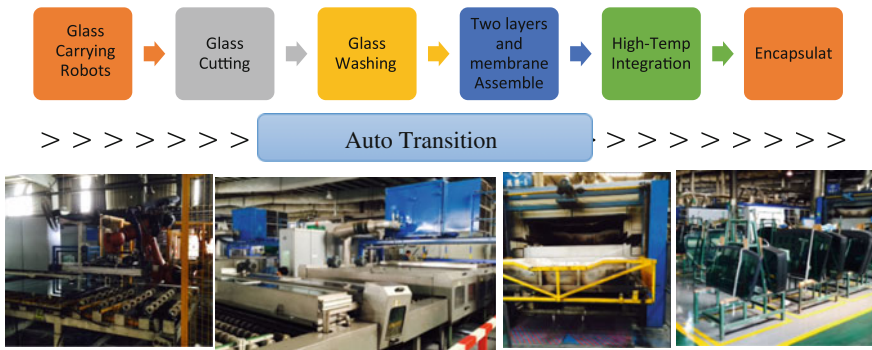 Glass
Carrying
Robots
Glass
Cutting
Glass
Washing
Two layers
and
membrane
Assemble
High-Temp
Integration
Encapsulat
> > > > > > > Auto Transition > > > > > > > >